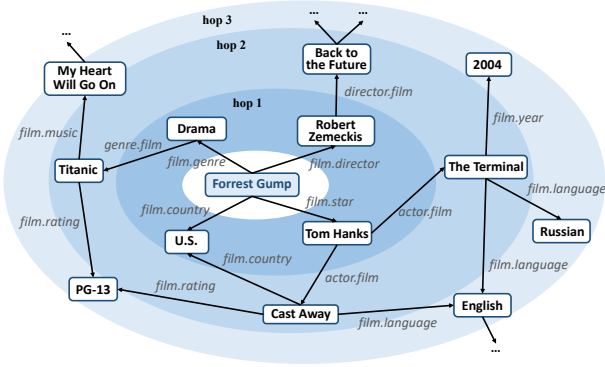 hop 3
...
...
...
hop 2
Back to
the Future
My Heart
Will Go On
2004
director.film
hop 1
film.year
Drama
Robert
Zemeckis
film.music
genre.film
film.genre
film.director
Titanic
The Terminal
Forrest Gump
film.language
film.star
film.country
actor.film
film.rating
U.S.
Tom Hanks
Russian
film.country
actor.film
film.language
film.rating
PG-13
English
Cast Away
film.language
...